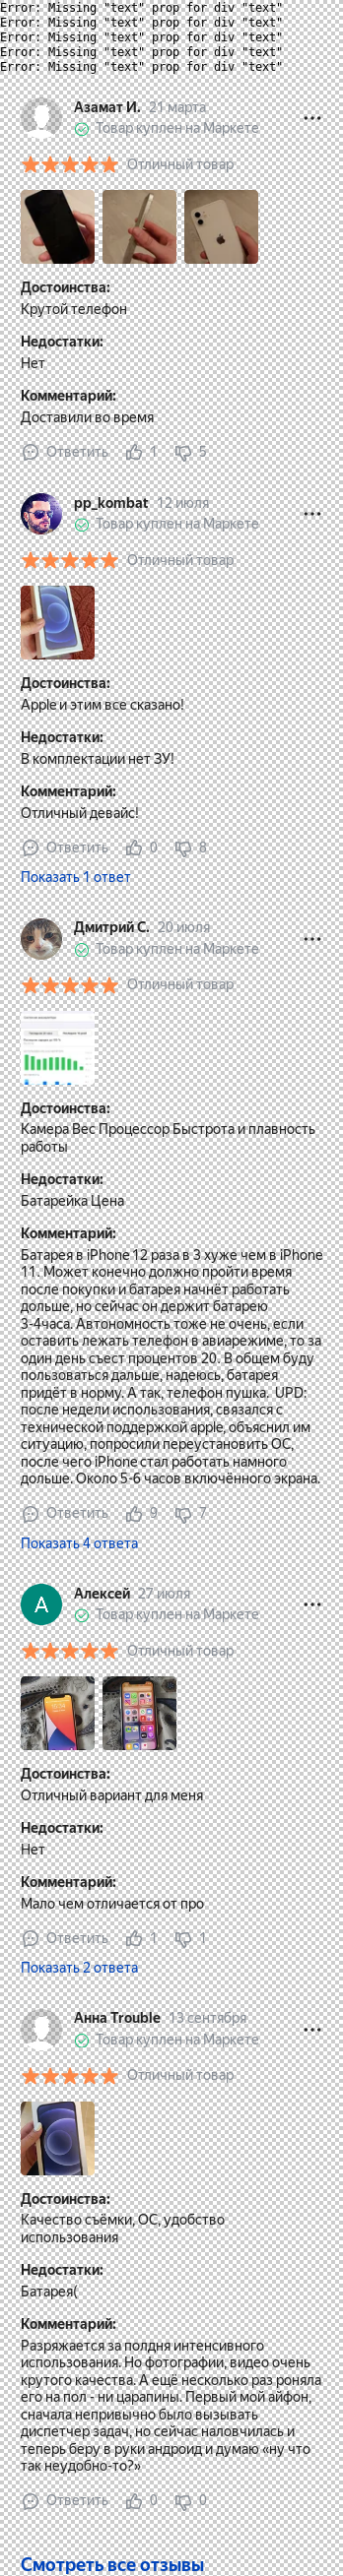 Error: Missing "text" prop for div "text"
Error: Missing "text" prop for div "text"
Error: Missing "text" prop for div "text"
Error: Missing "text" prop for div "text"
Error: Missing "text" prop for div "text"
Азамат И. 21 марта
Товар куплен на Маркете
Отличный товар
Достоинства:
Крутой телефон
Недостатки:
Нет
Комментарий:
Доставили во время
Ответить 1 5
pp_kombat 12 июля
Товар куплен на Маркете
Отличный товар
Достоинства:
Apple и этим все сказано!
Недостатки:
В комплектации нет ЗУ!
Комментарий:
Отличный девайс!
Ответить 0 8
Показать 1 ответ
Дмитрий С. 20 июля
Товар куплен на Маркете
Отличный товар
Достоинства:
Камера Вес Процессор Быстрота и плавность
работы
Недостатки:
Батарейка Цена
Комментарий:
Батарея в iPhone 12 раза в 3 хуже чем в iPhone
11. Может конечно должно пройти время
после покупки и батарея начнёт работать
дольше, но сейчас он держит батарею
3-4часа. Автономность тоже не очень, если
оставить лежать телефон в авиарежиме, то за
один день съест процентов 20. В общем буду
пользоваться дальше, надеюсь, батарея
придёт в норму. А так, телефон пушка. UPD:
после недели использования, связался с
технической поддержкой apple, объяснил им
ситуацию, попросили переустановить ОС,
после чего iPhone стал работать намного
дольше. Около 5-6 часов включённого экрана.
Ответить 9 7
Показать 4 ответа
А
Алексей 27 июля
Товар куплен на Маркете
Отличный товар
Достоинства:
Отличный вариант для меня
Недостатки:
Нет
Комментарий:
Мало чем отличается от про
Ответить 1 1
Показать 2 ответа
Анна Trouble 13 сентября
Товар куплен на Маркете
Отличный товар
Достоинства:
Качество съёмки, ОС, удобство
использования
Недостатки:
Батарея(
Комментарий:
Разряжается за полдня интенсивного
использования. Но фотографии, видео очень
крутого качества. А ещё несколько раз роняла
его на пол - ни царапины. Первый мой айфон,
сначала непривычно было вызывать
диспетчер задач, но сейчас наловчилась и
теперь беру в руки андроид и думаю «ну что
так неудобно-то?»
Ответить 0 0
Смотреть все отзывы